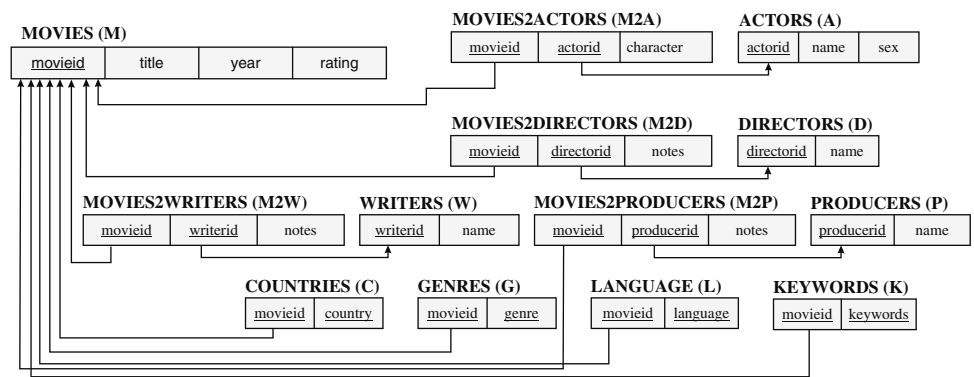 MOVIES (M)
movieid title year rating
MOVIES2ACTORS (M2A)
movieid actorid character
ACTORS (A)
actorid name sex
MOVIES2DIRECTORS (M2D)
movieid directorid notes
DIRECTORS (D)
directorid name
MOVIES2WRITERS (M2W)
movieid writerid notes
WRITERS (W)
writerid name
MOVIES2PRODUCERS (M2P)
movieid producerid notes
PRODUCERS (P)
producerid name
COUNTRIES (C)
movieid country
GENRES (G)
movieid genre
LANGUAGE (L)
movieid language
KEYWORDS (K)
movieid keywords